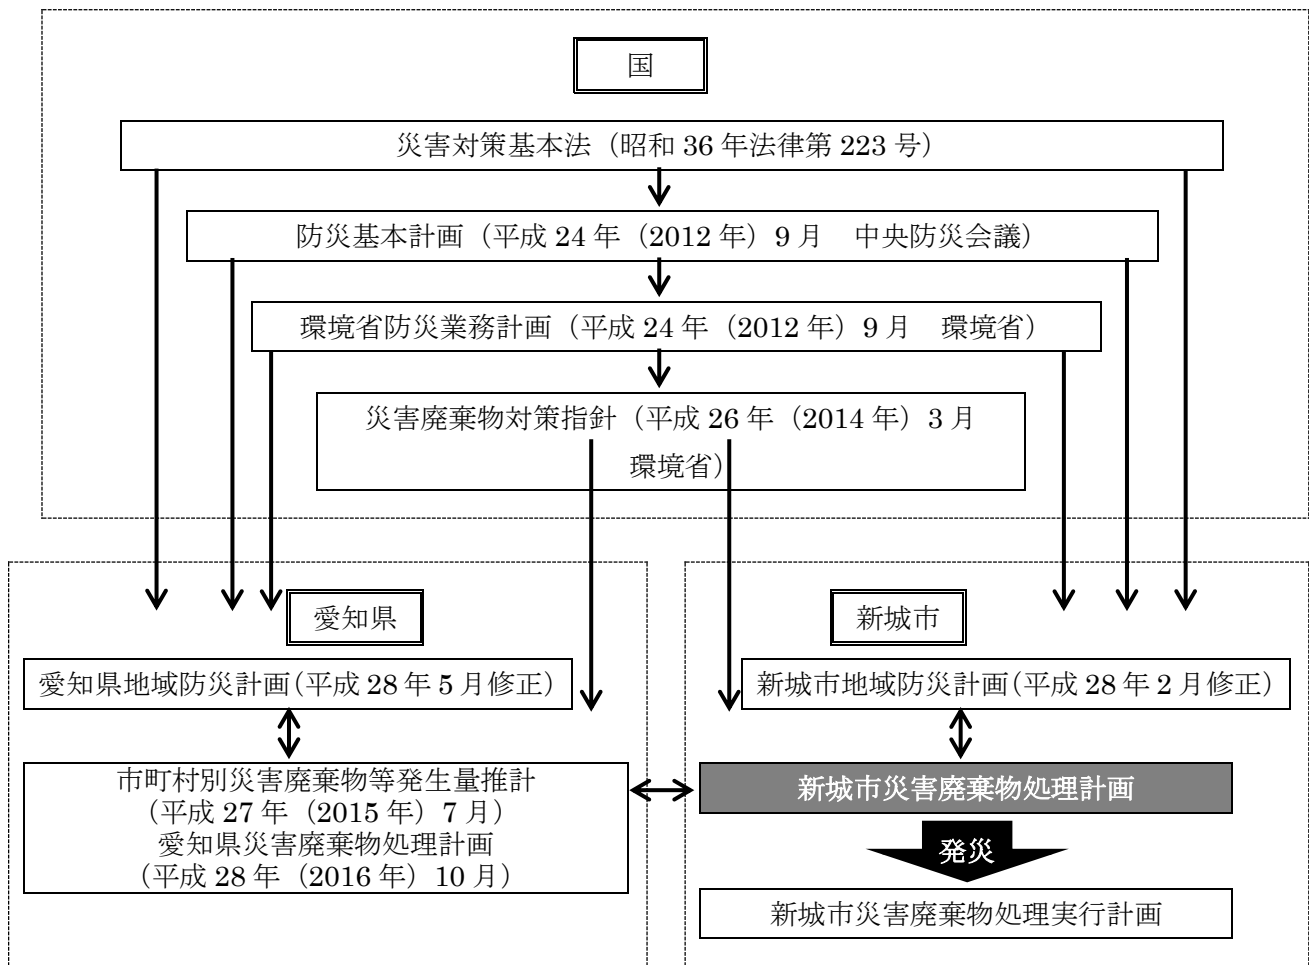 国
災害対策基本法（昭和 36 年法律第 223 号）
防災基本計画（平成 24 年（2012 年）9 月　中央防災会議）
環境省防災業務計画（平成 24 年（2012 年）9 月　環境省）
災害廃棄物対策指針（平成 26 年（2014 年）3 月
環境省）
愛知県
愛知県地域防災計画（平成 28 年 5 月修正）
市町村別災害廃棄物等発生量推計
（平成 27 年（2015 年）7 月）
愛知県災害廃棄物処理計画
（平成 28 年（2016 年）10 月）
新城市
新城市地域防災計画（平成 28 年 2 月修正）
新城市災害廃棄物処理計画
発災
新城市災害廃棄物処理実行計画